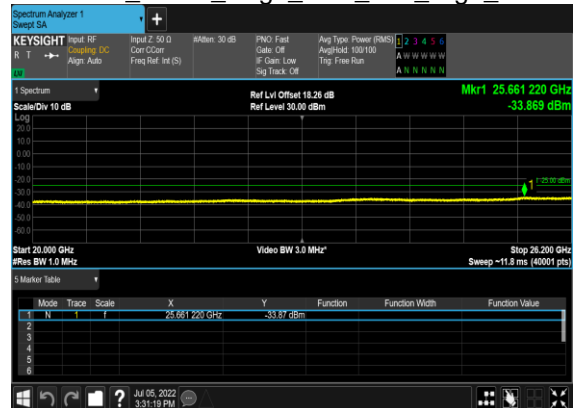 Spectrum Analyzer 1
Swept SA
+
KEYSIGHT Input: RF Input Z: 50 Ω #Atten: 30 dB PNO: Fast Avg Type: Power (RMS) 1 2 3 4 5 6
R T Coupling: DC Corr CCorr Gate: Off Avg|Hold: 100/100 A W W W W W
Align: Auto Freq Ref: Int (S) IF Gain: Low Trig: Free Run
Sig Track: Off A N N N N N
1 Spectrum Ref Lvl Offset 18.26 dB Mkr1 25.661 220 GHz
Scale/Div 10 dB Ref Level 30.00 dBm -33.869 dBm
Log
20.0
10.0
0.00
-10.0
-20.0
1 -25.00 dBm
-30.0
-40.0
-50.0
-60.0
Start 20.000 GHz Video BW 3.0 MHz* Stop 26.200 GHz
#Res BW 1.0 MHz Sweep ~11.8 ms (40001 pts)
5 Marker Table
Mode Trace Scale X Y Function Function Width Function Value
1 N 1 f 25.661 220 GHz -33.87 dBm
2
3
4
5
6
? Jul 05, 2022
3:31:19 PM